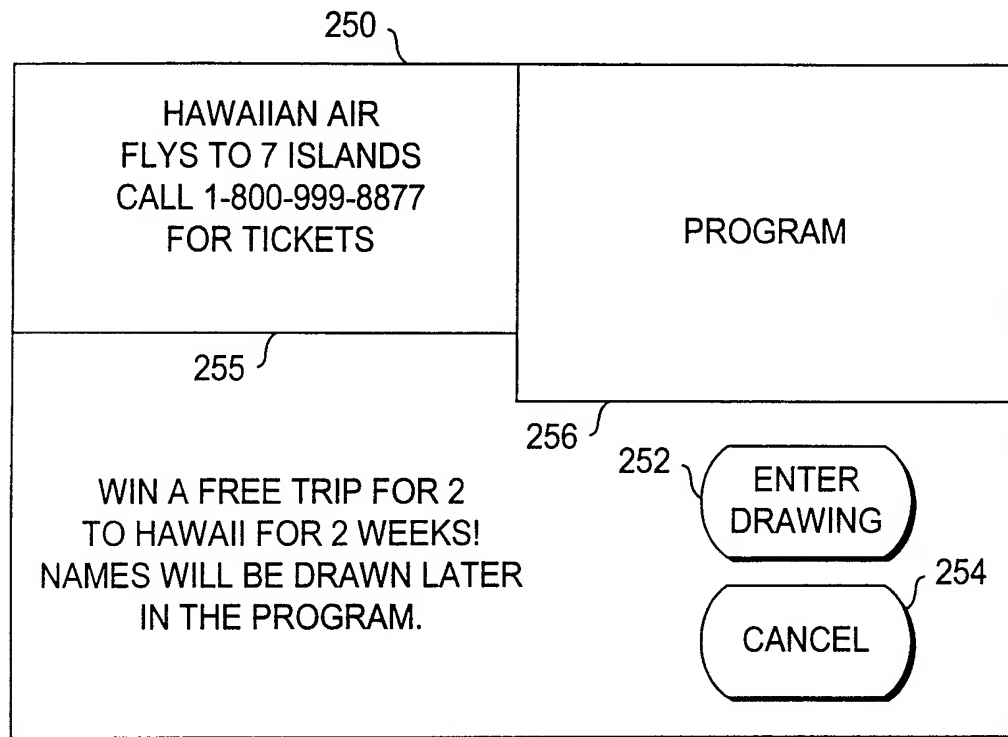 250
HAWAIIAN AIR
FLYS TO 7 ISLANDS
CALL 1-800-999-8877
FOR TICKETS
PROGRAM
255
256
WIN A FREE TRIP FOR 2
TO HAWAII FOR 2 WEEKS!
NAMES WILL BE DRAWN LATER
IN THE PROGRAM.
252
ENTER
DRAWING
254
CANCEL